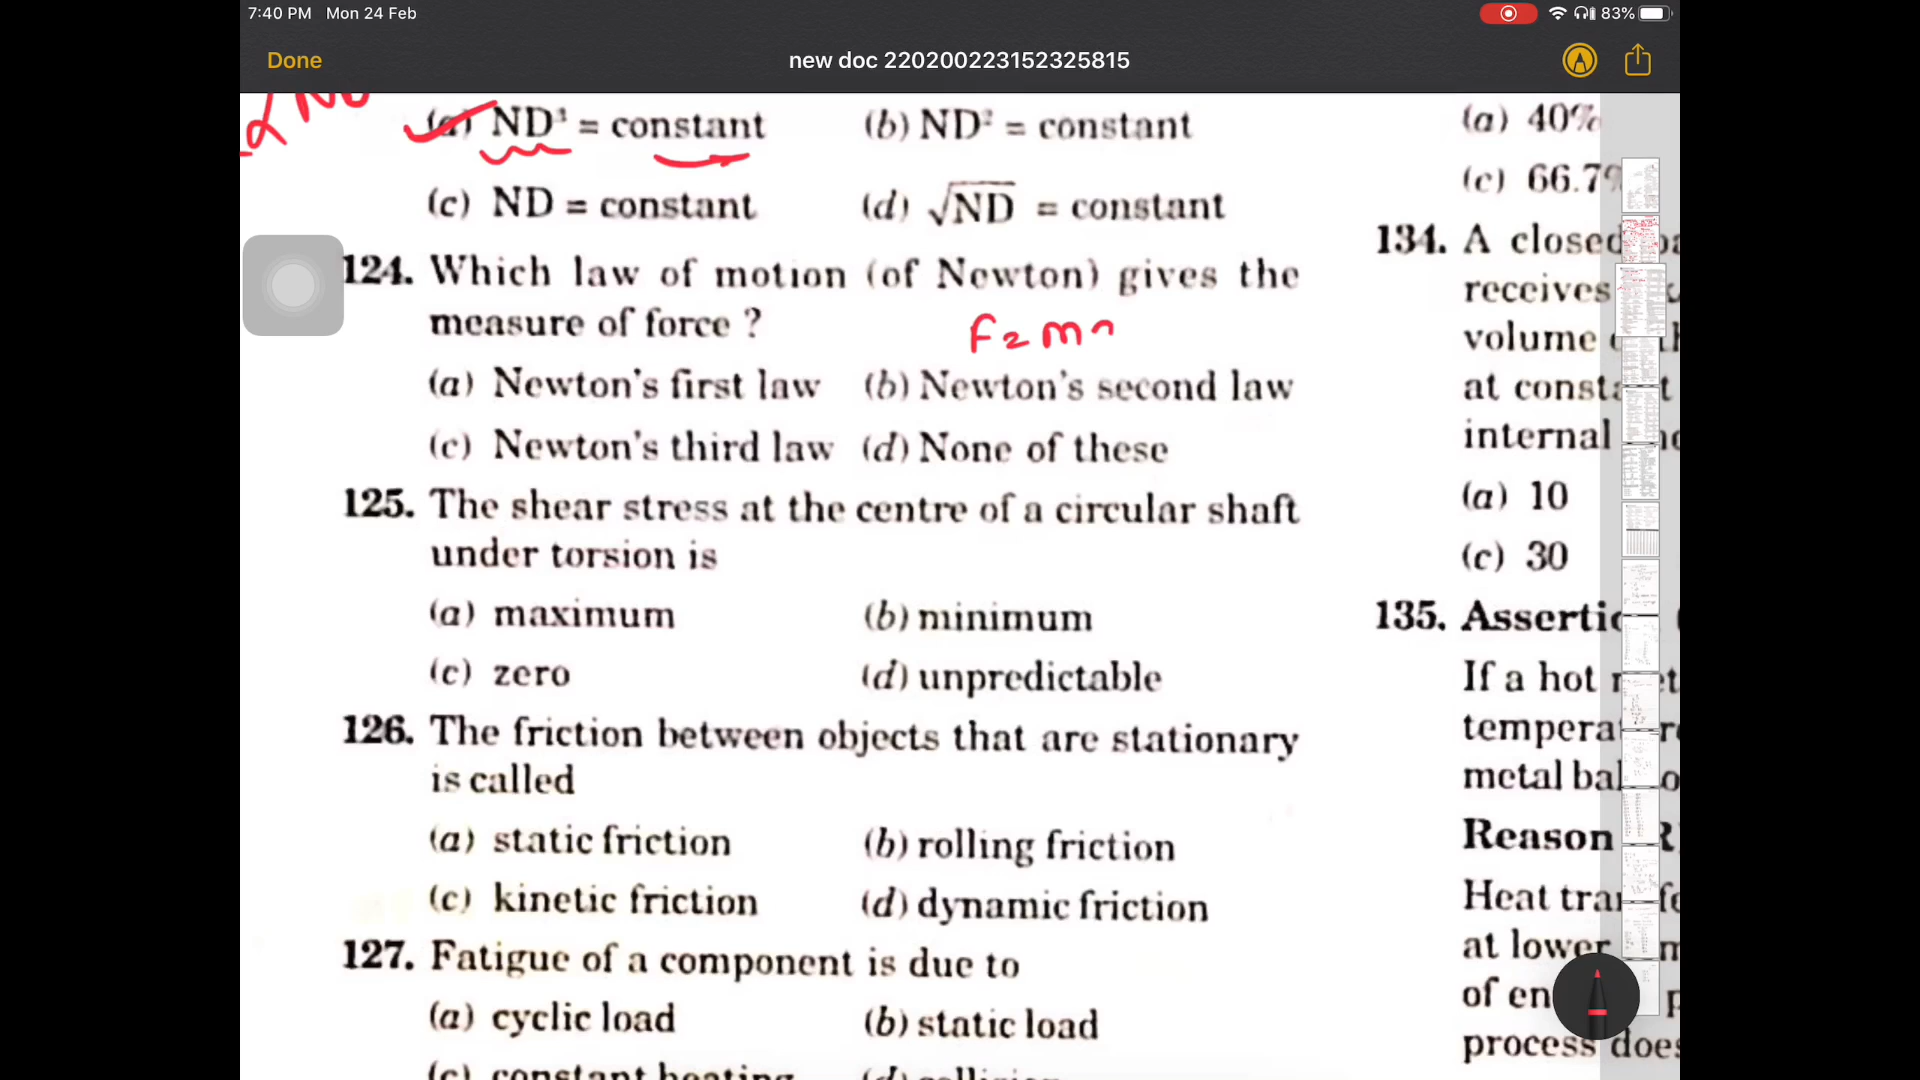 7:40 PM Mon 24 Feb
83%
Done
new doc 220200223152325815
(a) ND³ = constant
(b) ND² = constant
(c) ND = constant
(d) √ND = constant
124. Which law of motion (of Newton) gives the
measure of force ?
F = m
(a) Newton's first law (b) Newton's second law
(c) Newton's third law (d) None of these
125. The shear stress at the centre of a circular shaft
under torsion is
(a) maximum (b) minimum
(c) zero (d) unpredictable
126. The friction between objects that are stationary
is called
(a) static friction (b) rolling friction
(c) kinetic friction (d) dynamic friction
127. Fatigue of a component is due to
(a) cyclic load (b) static load
(c) constant heating (d) collision
(a) 40%
(c) 66.7%
134. A closed
receives
volume
at const
internal
(a) 10
(c) 30
135. Assertio
If a hot
temperat
metal bal
Reason
Heat tra
at lower
of en
process does